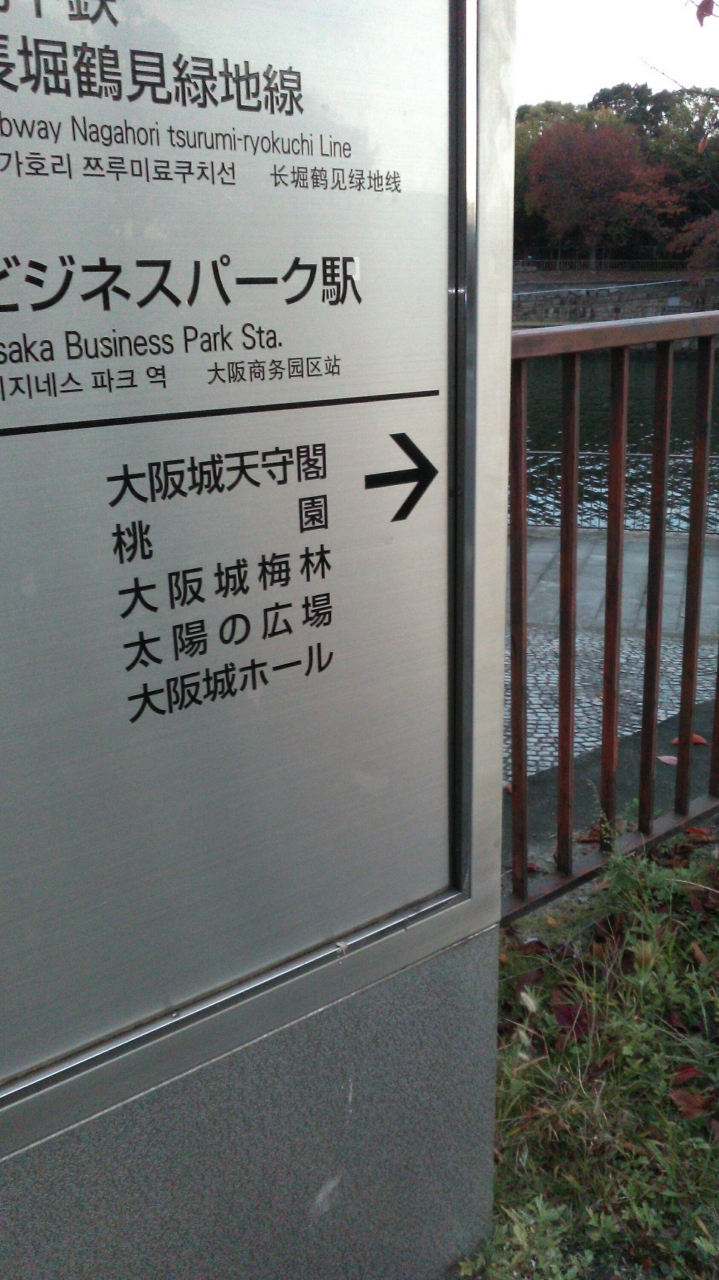 長堀鶴見緑地線
bway Nagahori tsurumi-ryokuchi Line
가호리 쯔루미료쿠치선 长堀鹤见绿地线
ビジネスパーク駅
saka Business Park Sta.
지네스 파크 역 大阪商务园区站
大阪城天守閣 →
桃園
大阪城梅林
太陽の広場
大阪城ホール